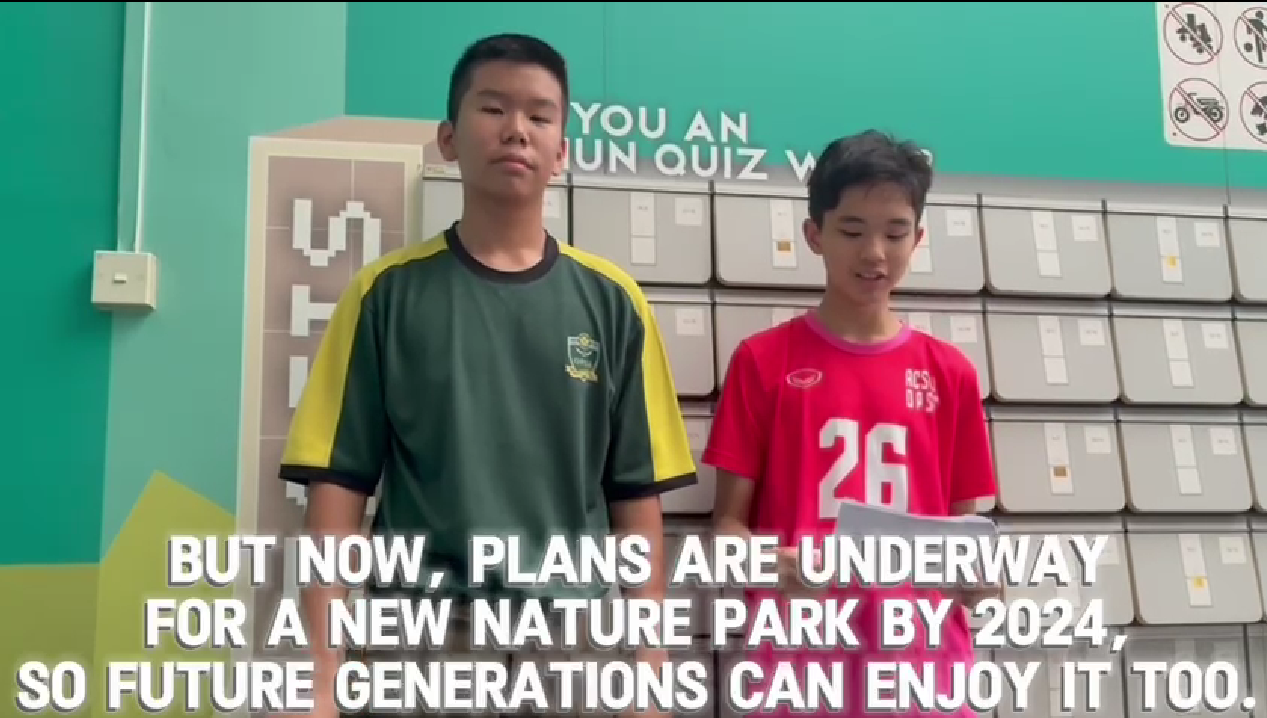 YOU AN
UN QUIZ W
26
BUT NOW, PLANS ARE UNDERWAY
FOR A NEW NATURE PARK BY 2024,
SO FUTURE GENERATIONS CAN ENJOY IT TOO.